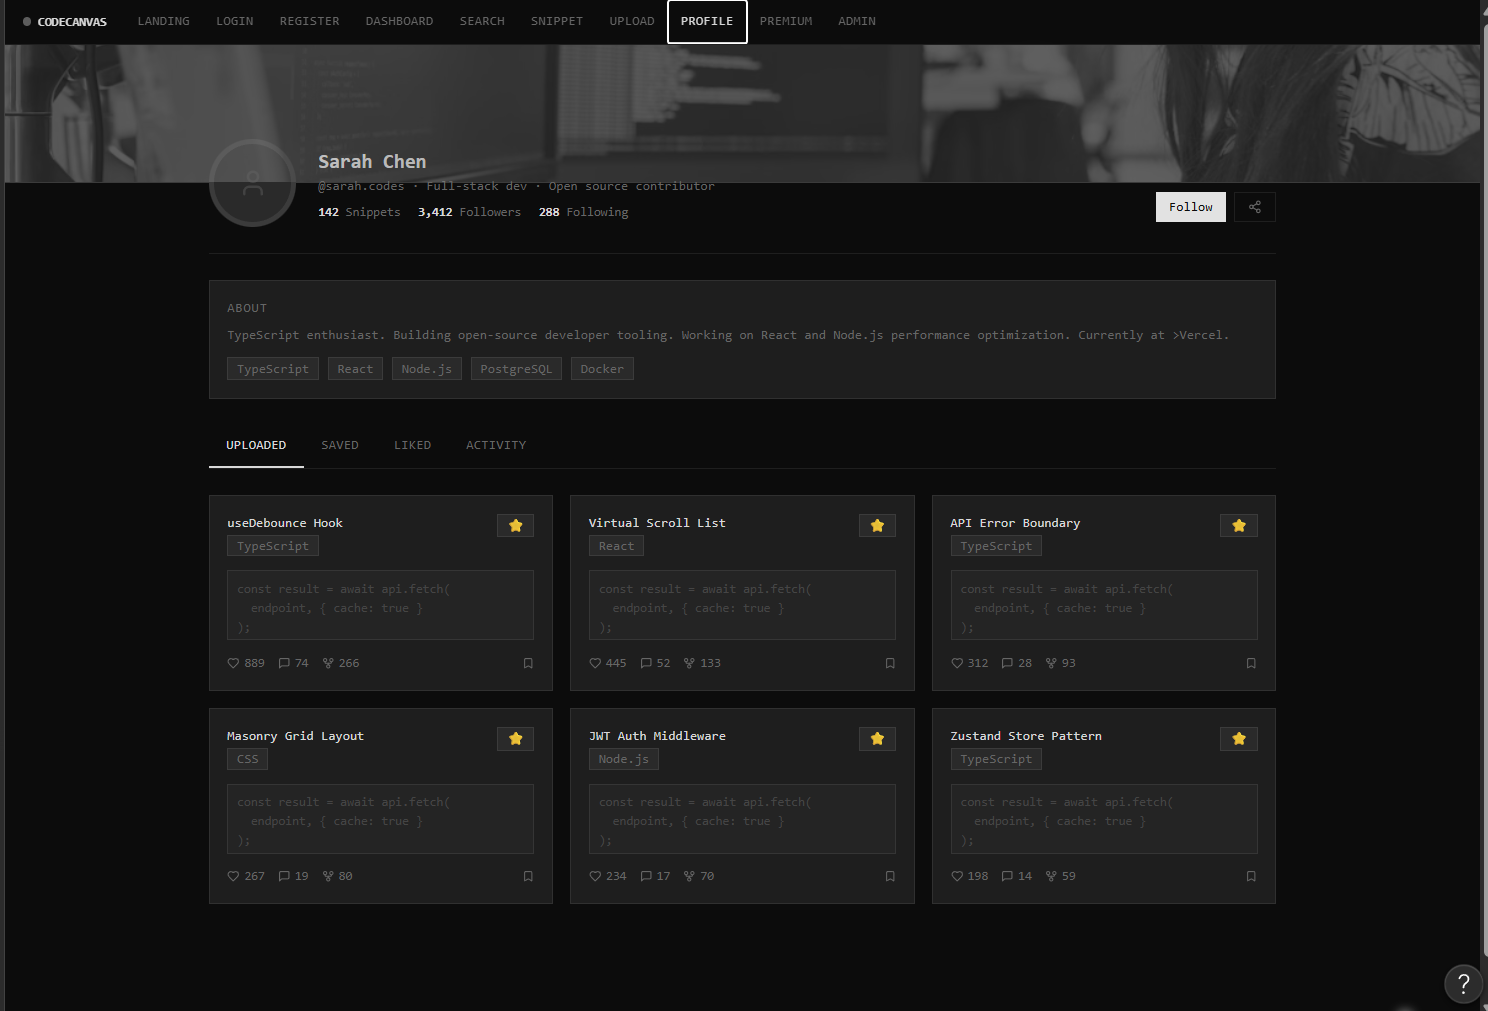 CODECANVAS LANDING LOGIN REGISTER DASHBOARD SEARCH SNIPPET UPLOAD PROFILE PREMIUM ADMIN
Sarah Chen
@sarah.codes · Full-stack dev · Open source contributor
142 Snippets 3,412 Followers 288 Following
Follow
ABOUT
TypeScript enthusiast. Building open-source developer tooling. Working on React and Node.js performance optimization. Currently at >Vercel.
TypeScript React Node.js PostgreSQL Docker
UPLOADED SAVED LIKED ACTIVITY
useDebounce Hook
TypeScript
const result = await api.fetch(
endpoint, { cache: true }
);
889 74 266
Virtual Scroll List
React
const result = await api.fetch(
endpoint, { cache: true }
);
445 52 133
API Error Boundary
TypeScript
const result = await api.fetch(
endpoint, { cache: true }
);
312 28 93
Masonry Grid Layout
CSS
const result = await api.fetch(
endpoint, { cache: true }
);
267 19 80
JWT Auth Middleware
Node.js
const result = await api.fetch(
endpoint, { cache: true }
);
234 17 70
Zustand Store Pattern
TypeScript
const result = await api.fetch(
endpoint, { cache: true }
);
198 14 59
?